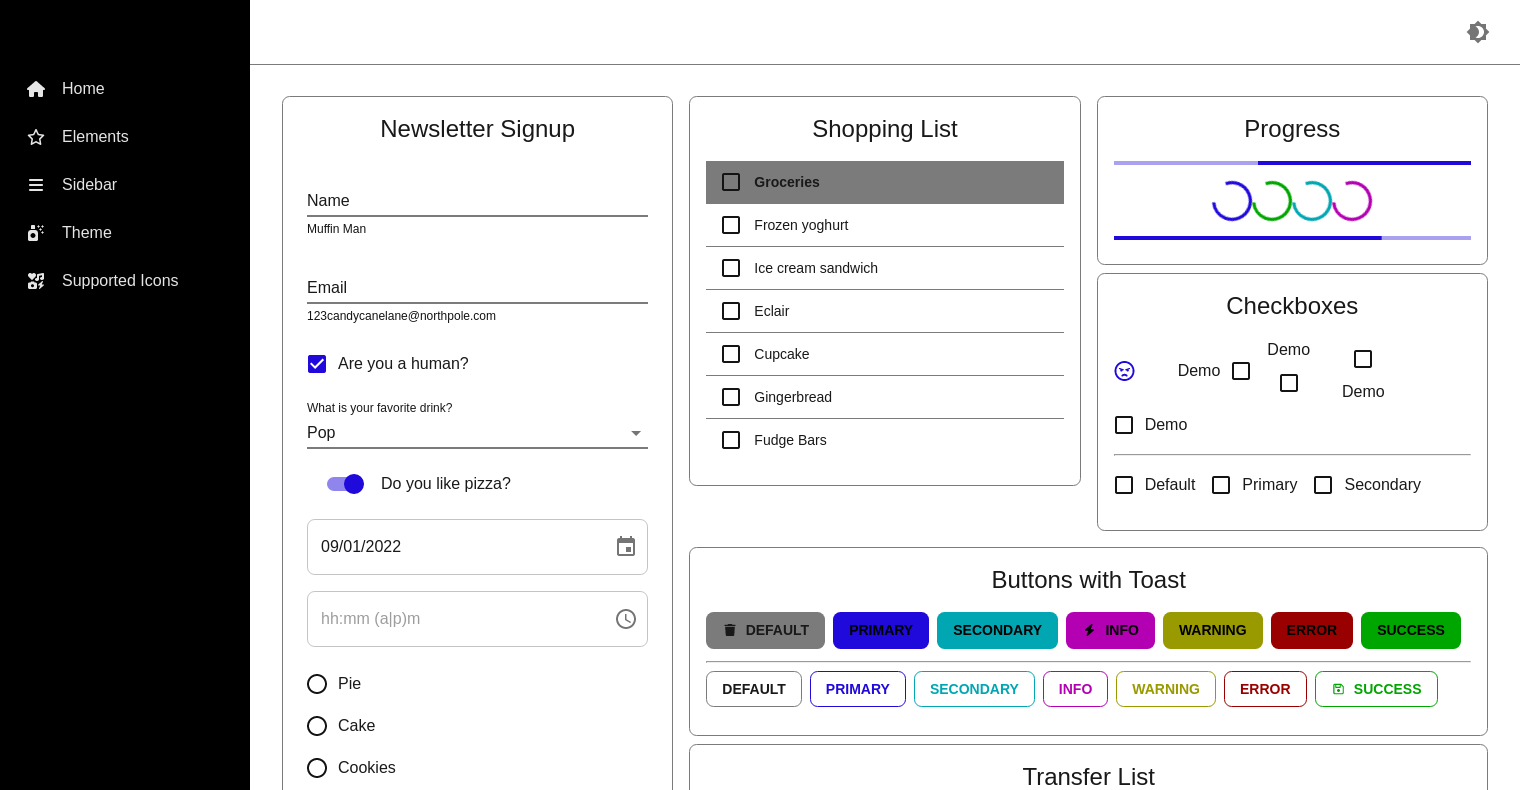 Home
Elements
Sidebar
Theme
Supported Icons
Newsletter Signup
Name
Muffin Man
Email
123candycanelane@northpole.com
Are you a human?
What is your favorite drink?
Pop
Do you like pizza?
09/01/2022
hh:mm (a|p)m
Pie
Cake
Cookies
Shopping List
Groceries
Frozen yoghurt
Ice cream sandwich
Eclair
Cupcake
Gingerbread
Fudge Bars
Progress
Checkboxes
Demo
Demo
Demo
Demo
Default Primary Secondary
Buttons with Toast
DEFAULT PRIMARY SECONDARY INFO WARNING ERROR SUCCESS
DEFAULT PRIMARY SECONDARY INFO WARNING ERROR SUCCESS
Transfer List